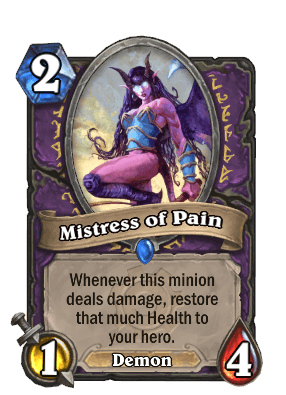 2
Mistress of Pain
Whenever this minion
deals damage, restore
that much Health to
your hero.
1
Demon
4